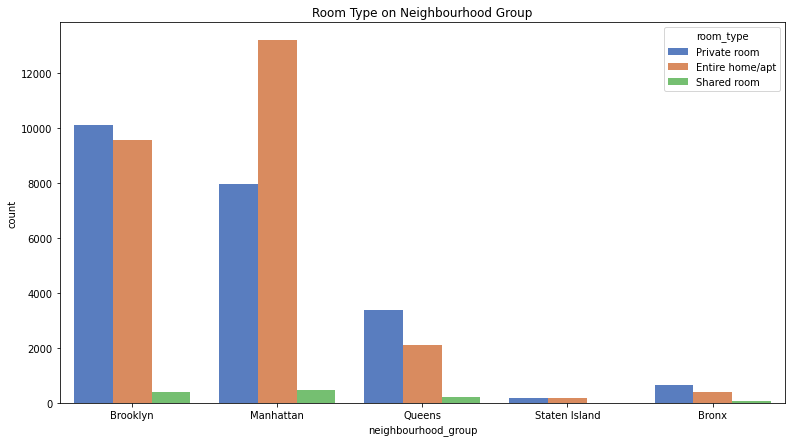 Room Type on Neighbourhood Group
room_type
Private room
Entire home/apt
Shared room
count
12000
10000
8000
6000
4000
2000
0
Brooklyn Manhattan Queens Staten Island Bronx
neighbourhood_group